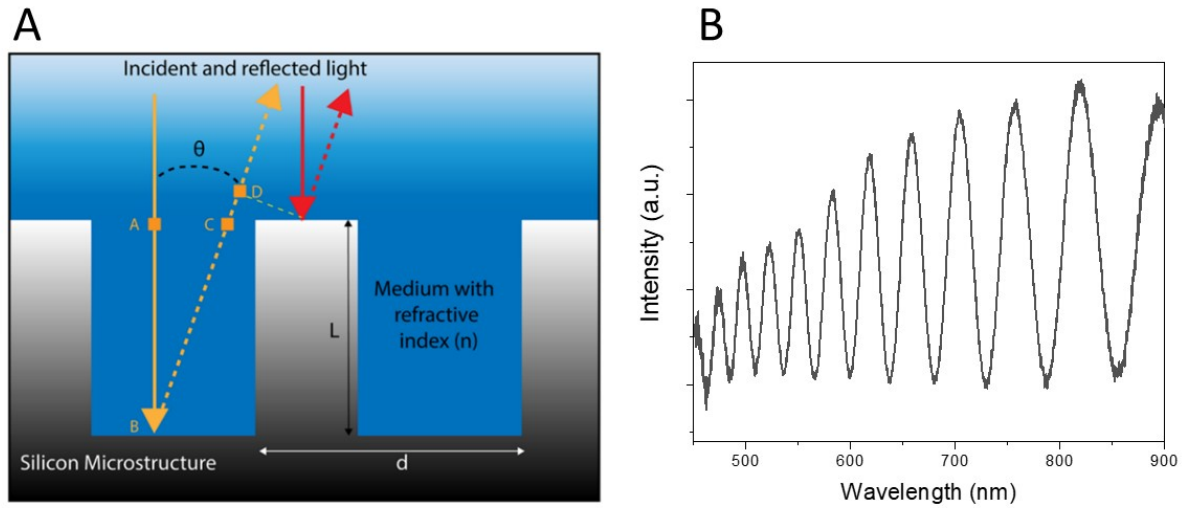 A
Incident and reflected light
θ
D
A
C
L
Medium with
refractive
index (n)
B
Silicon Microstructure
d
B
Intensity (a.u.)
500
600
700
800
900
Wavelength (nm)